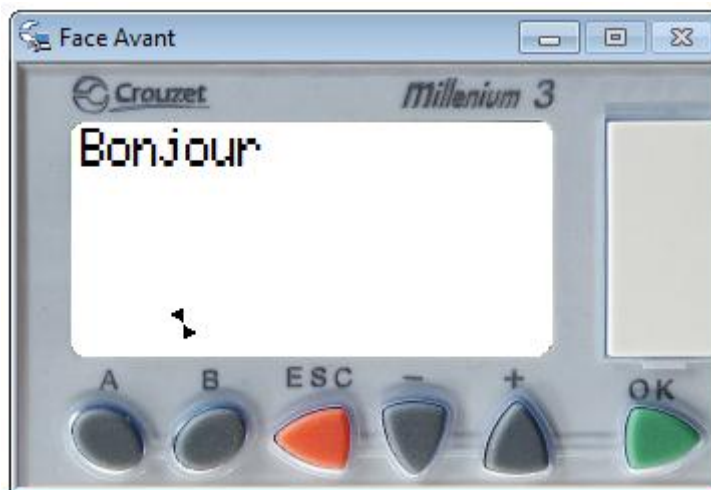 Face Avant
Crouzet Millenium 3
Bonjour
A B ESC - + OK